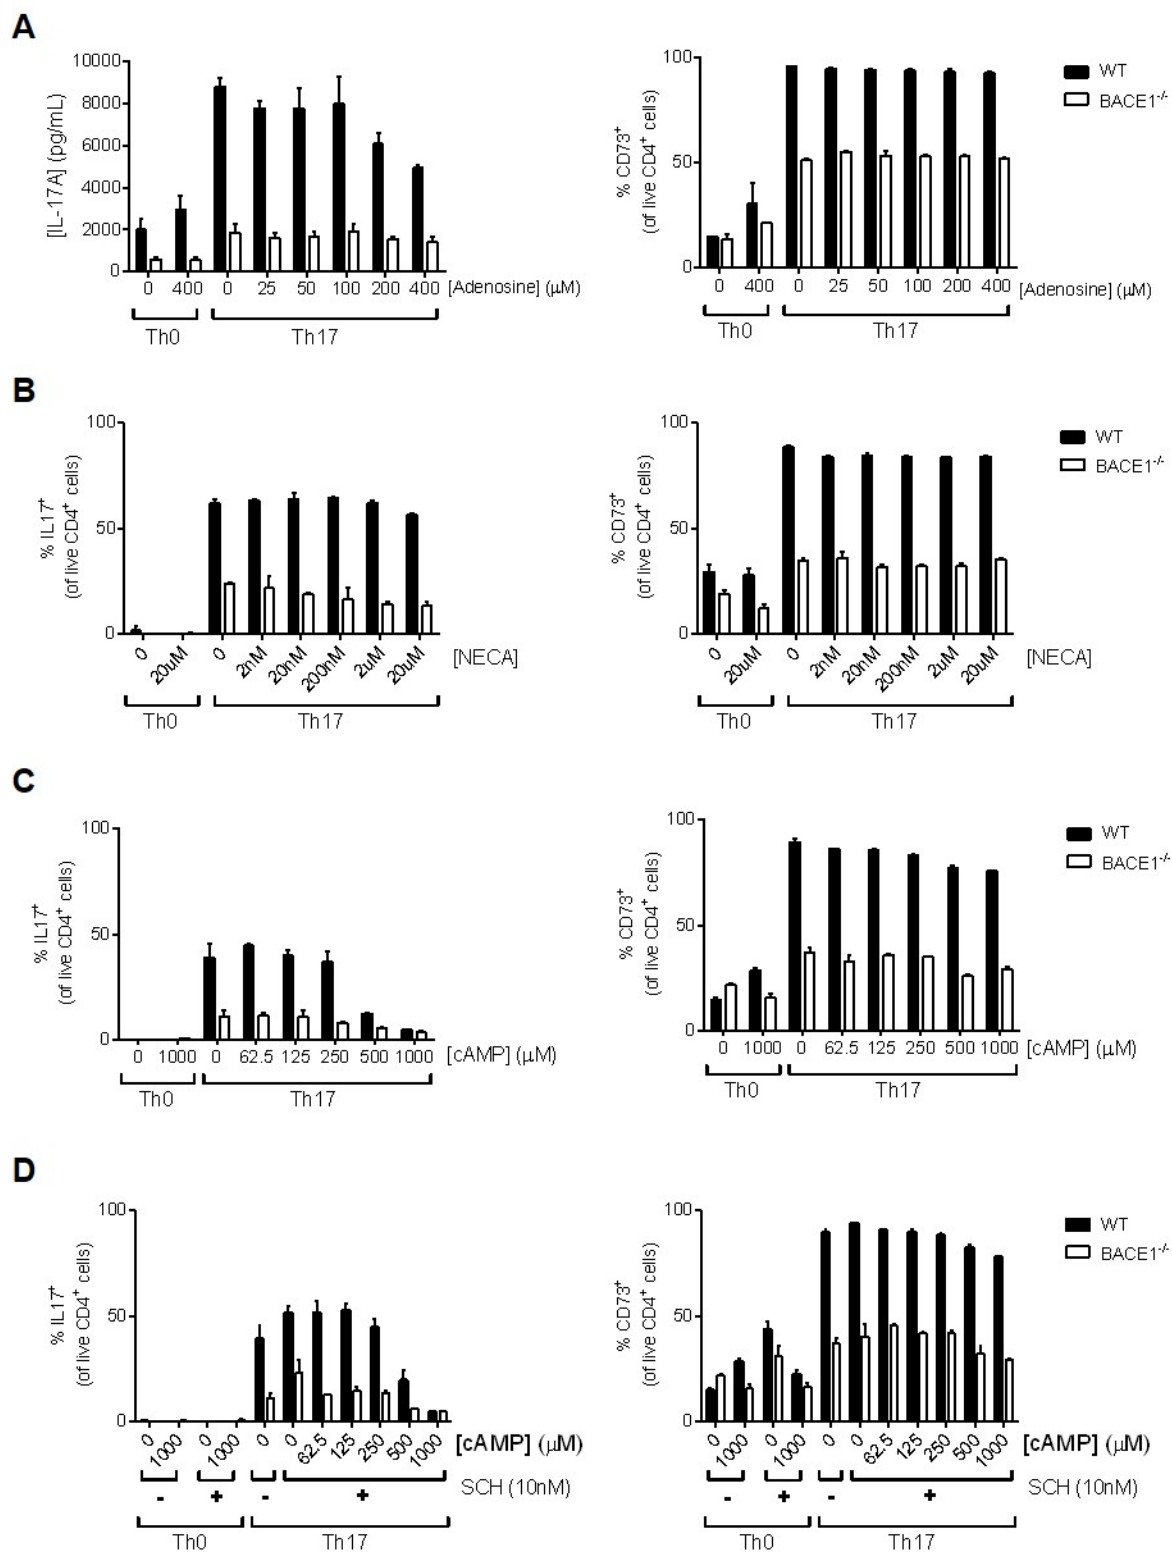 A
[IL-17A] (pg/mL)
10000
8000
6000
4000
2000
0
0 400 0 25 50 100 200 400 [Adenosine] (μM)
Th0 Th17
% CD73+
(of live CD4+ cells)
100
50
0
0 400 0 25 50 100 200 400 [Adenosine] (μM)
Th0 Th17
WT
BACE1-/-
B
% IL17+
(of live CD4+ cells)
100
50
0
0 20uM 0 2nM 20nM 200nM 2uM 20uM [NECA]
Th0 Th17
% CD73+
(of live CD4+ cells)
100
50
0
0 20uM 0 2nM 20nM 200nM 2uM 20uM [NECA]
Th0 Th17
WT
BACE1-/-
C
% IL17+
(of live CD4+ cells)
100
50
0
0 1000 0 62.5 125 250 500 1000 [cAMP] (μM)
Th0 Th17
% CD73+
(of live CD4+ cells)
100
50
0
0 1000 0 62.5 125 250 500 1000 [cAMP] (μM)
Th0 Th17
WT
BACE1-/-
D
% IL17+
(of live CD4+ cells)
100
50
0
0 1000 0 1000 0 0 62.5 125 250 500 1000 [cAMP] (μM)
- + - + SCH (10nM)
Th0 Th17
% CD73+
(of live CD4+ cells)
100
50
0
0 1000 0 1000 0 0 62.5 125 250 500 1000 [cAMP] (μM)
- + - + SCH (10nM)
Th0 Th17
WT
BACE1-/-